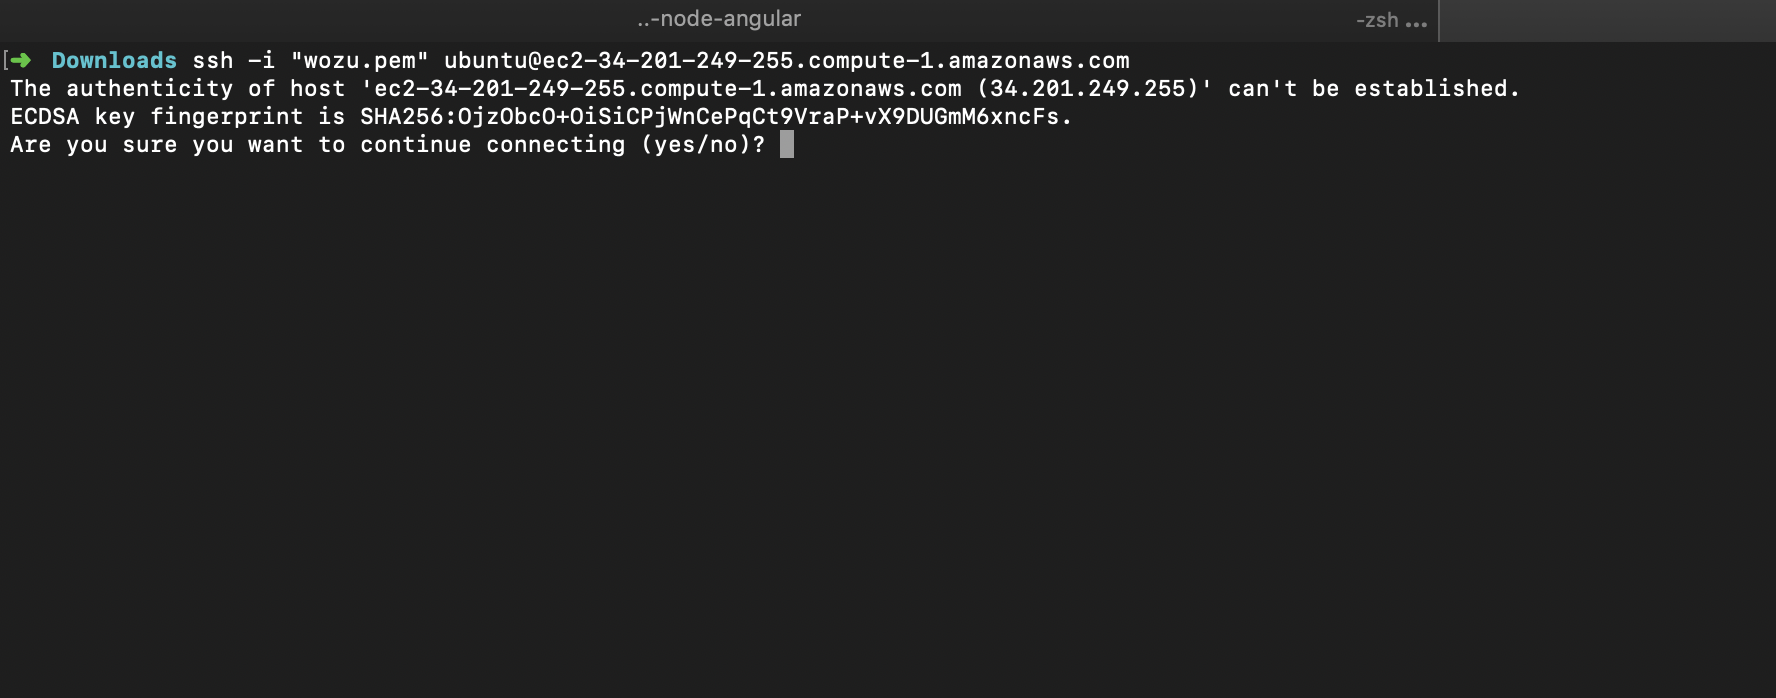 ..-node-angular
-zsh ...
[➜ Downloads ssh -i "wozu.pem" ubuntu@ec2-34-201-249-255.compute-1.amazonaws.com
The authenticity of host 'ec2-34-201-249-255.compute-1.amazonaws.com (34.201.249.255)' can't be established.
ECDSA key fingerprint is SHA256:OjzObcO+OiSiCPjWnCePqCt9VraP+vX9DUGmM6xncFs.
Are you sure you want to continue connecting (yes/no)?